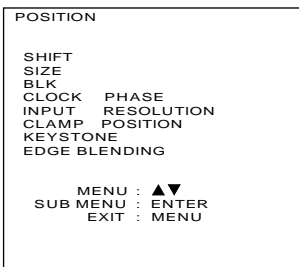 POSITION
SHIFT
SIZE
BLK
CLOCK PHASE
INPUT RESOLUTION
CLAMP POSITION
KEYSTONE
EDGE BLENDING
MENU : ▲▼
SUB MENU : ENTER
EXIT : MENU